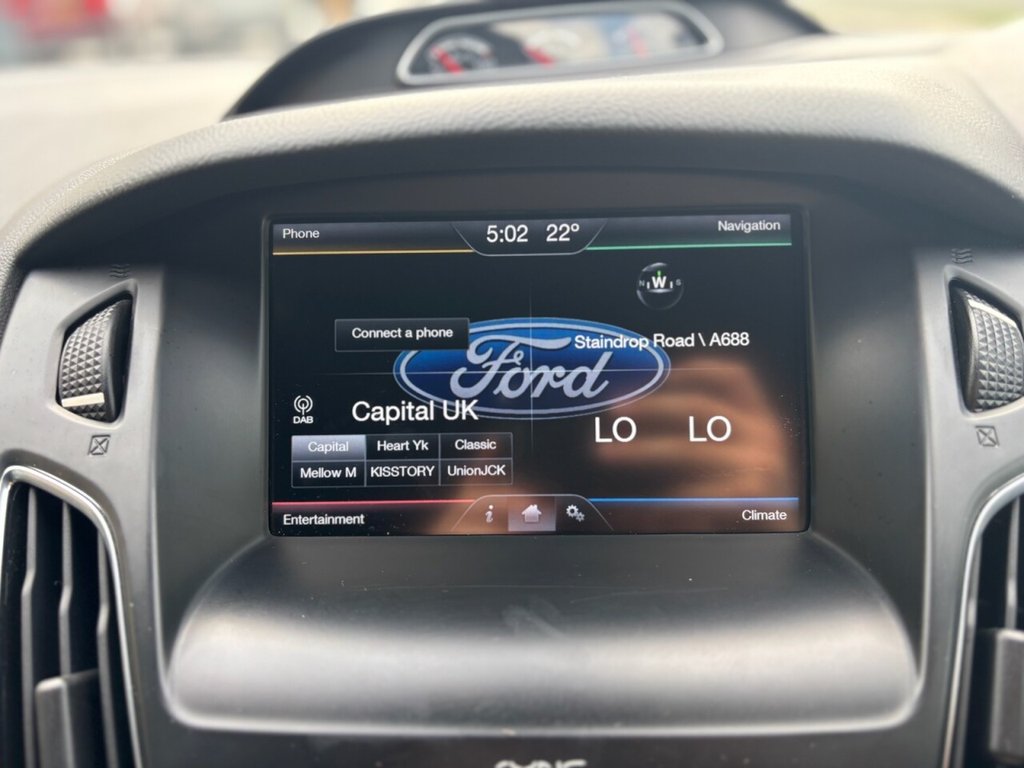 Phone
5:02 22°
Navigation
N W S
Connect a phone
Staindrop Road \ A688
Ford
DAB
Capital UK
LO LO
Capital Heart Yk Classic
Mellow M KISSTORY UnionJCK
Entertainment
i
Climate